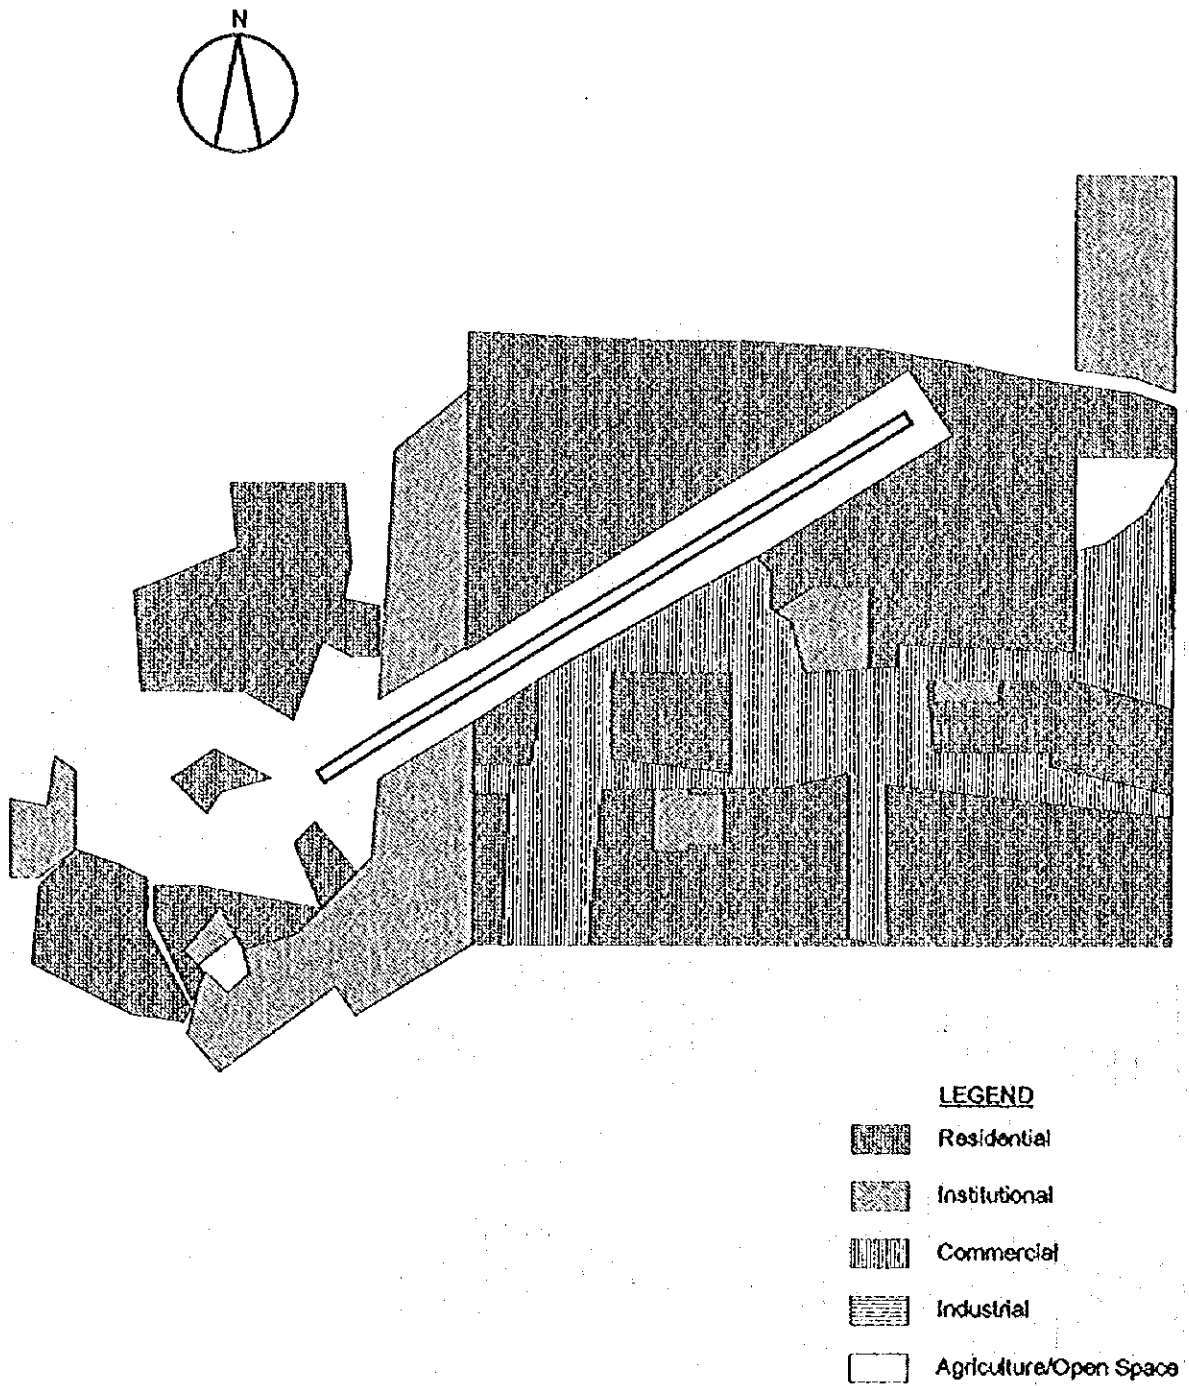 N
LEGEND
Residential
Institutional
Commercial
Industrial
Agriculture/Open Space